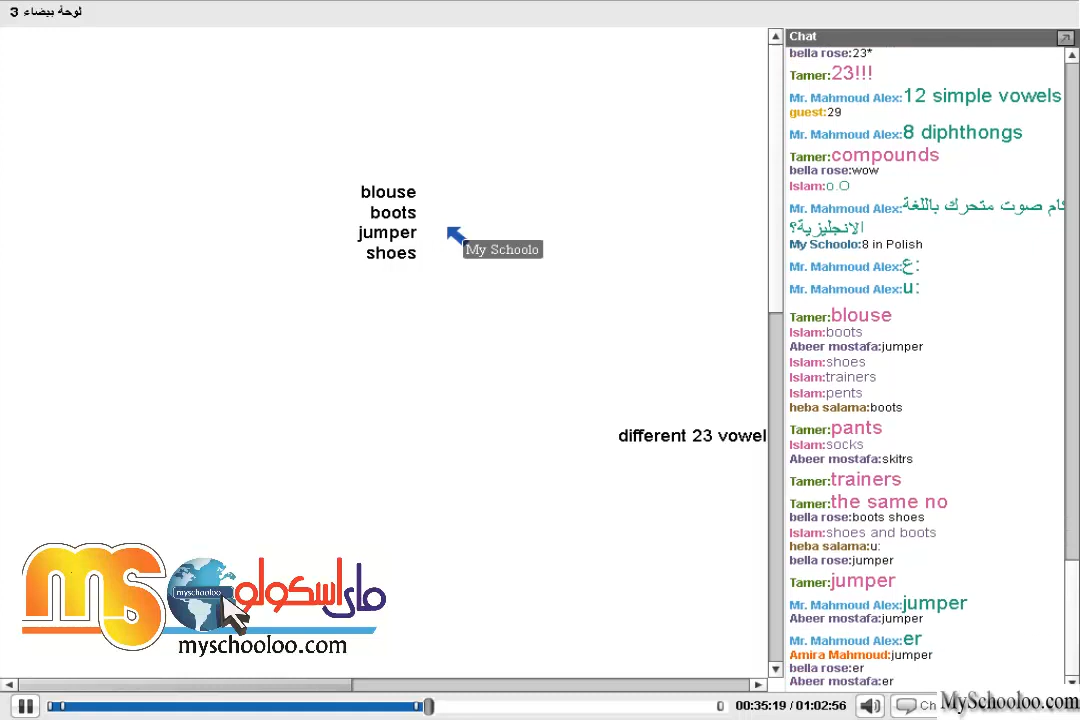 لوحة بيضاء 3
blouse
boots
jumper
shoes
My Schoolo
different 23 vowel
ms
myschooloo
ماى اسكولو
myschooloo.com
Chat
bella rose:23*
Tamer:23!!!
Mr. Mahmoud Alex:12 simple vowels
guest:29
Mr. Mahmoud Alex:8 diphthongs
Tamer:compounds
bella rose:wow
Islam:o.O
Mr. Mahmoud Alex:كام صوت متحرك باللغة
الانجليزية؟
My Schoolo:8 in Polish
Mr. Mahmoud Alex:ع:
Mr. Mahmoud Alex:u:
Tamer:blouse
Islam:boots
Abeer mostafa:jumper
Islam:shoes
Islam:trainers
Islam:pents
heba salama:boots
Tamer:pants
Islam:socks
Abeer mostafa:skitrs
Tamer:trainers
Tamer:the same no
bella rose:boots shoes
Islam:shoes and boots
heba salama:u:
bella rose:jumper
Tamer:jumper
Mr. Mahmoud Alex:jumper
Abeer mostafa:jumper
Mr. Mahmoud Alex:er
Amira Mahmoud:jumper
bella rose:er
Abeer mostafa:er
00:35:19 / 01:02:56
Ch
MySchooloo.com